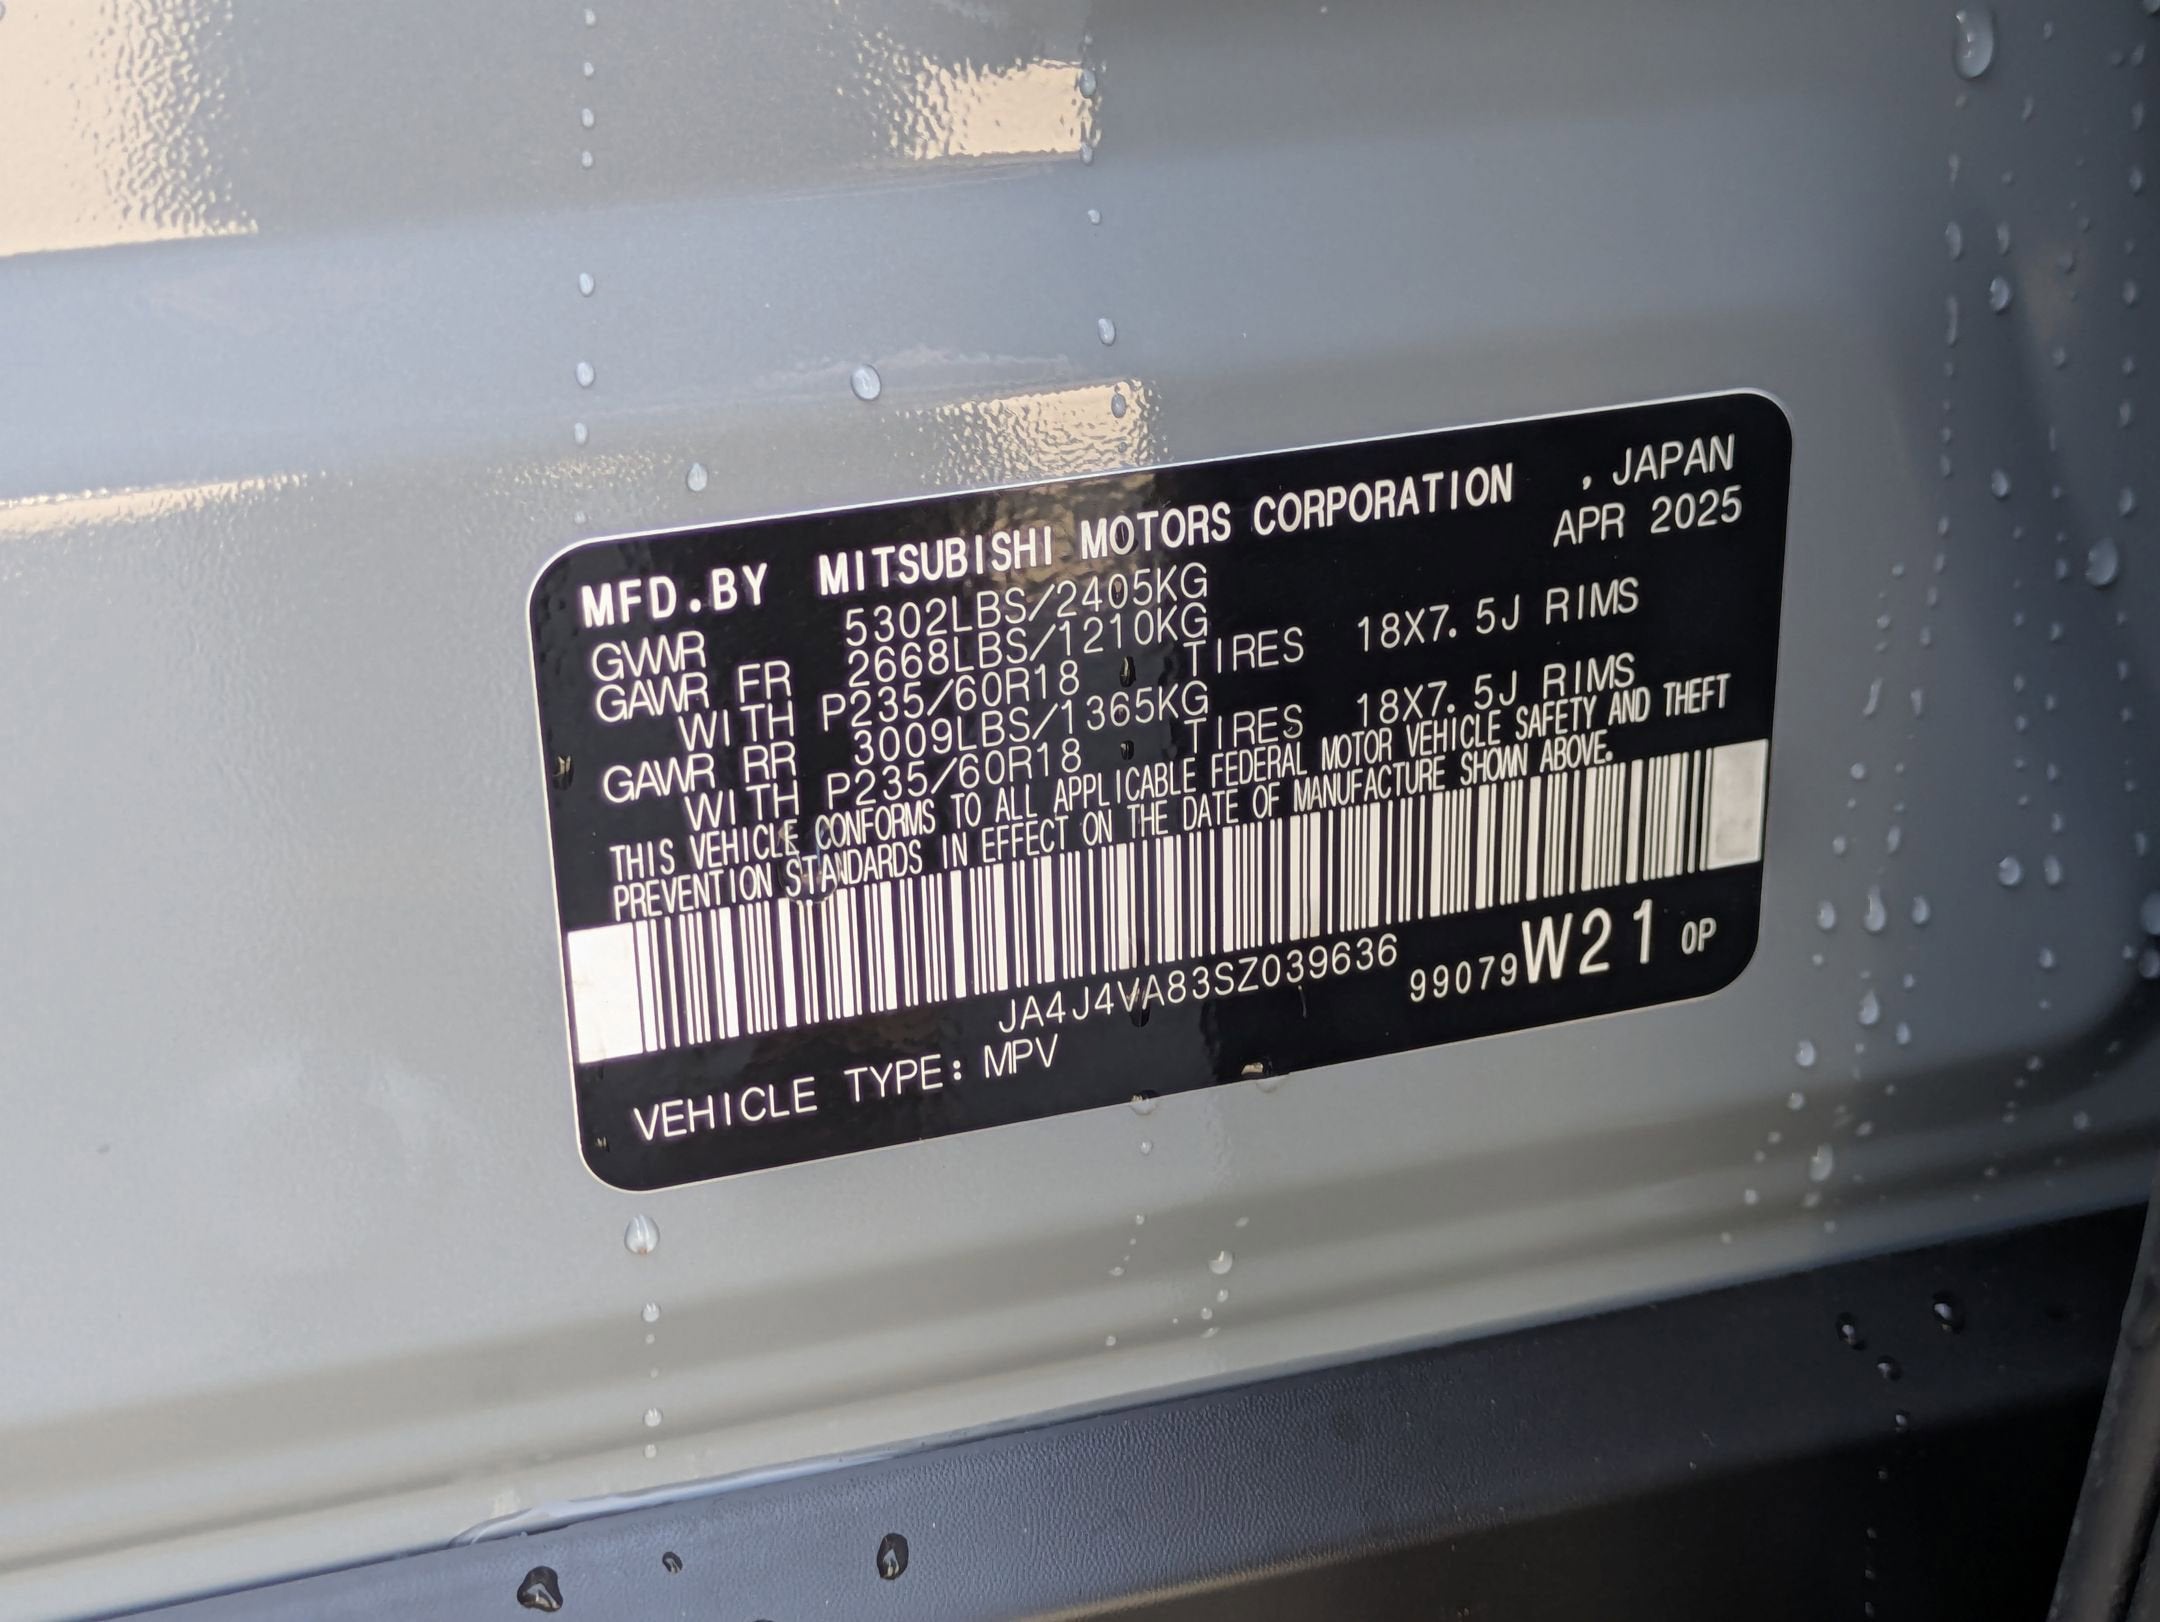 MFD.BY MITSUBISHI MOTORS CORPORATION , JAPAN
APR 2025
GVWR 5302LBS/2405KG
GAWR FR 2668LBS/1210KG
WITH P235/60R18 TIRES 18X7.5J RIMS
GAWR RR 3009LBS/1365KG
WITH P235/60R18 TIRES 18X7.5J RIMS
THIS VEHICLE CONFORMS TO ALL APPLICABLE FEDERAL MOTOR VEHICLE SAFETY AND THEFT
PREVENTION STANDARDS IN EFFECT ON THE DATE OF MANUFACTURE SHOWN ABOVE.
JA4J4VA83SZ039636 99079W21 0P
VEHICLE TYPE: MPV